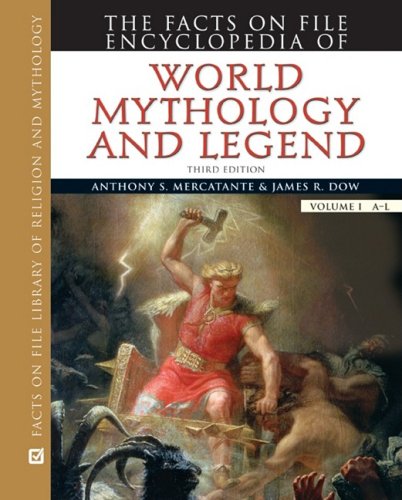 THE FACTS ON FILE
ENCYCLOPEDIA OF
WORLD
MYTHOLOGY
AND LEGEND
THIRD EDITION
ANTHONY S. MERCATANTE & JAMES R. DOW
VOLUME I A–L
FACTS ON FILE LIBRARY OF RELIGION AND MYTHOLOGY